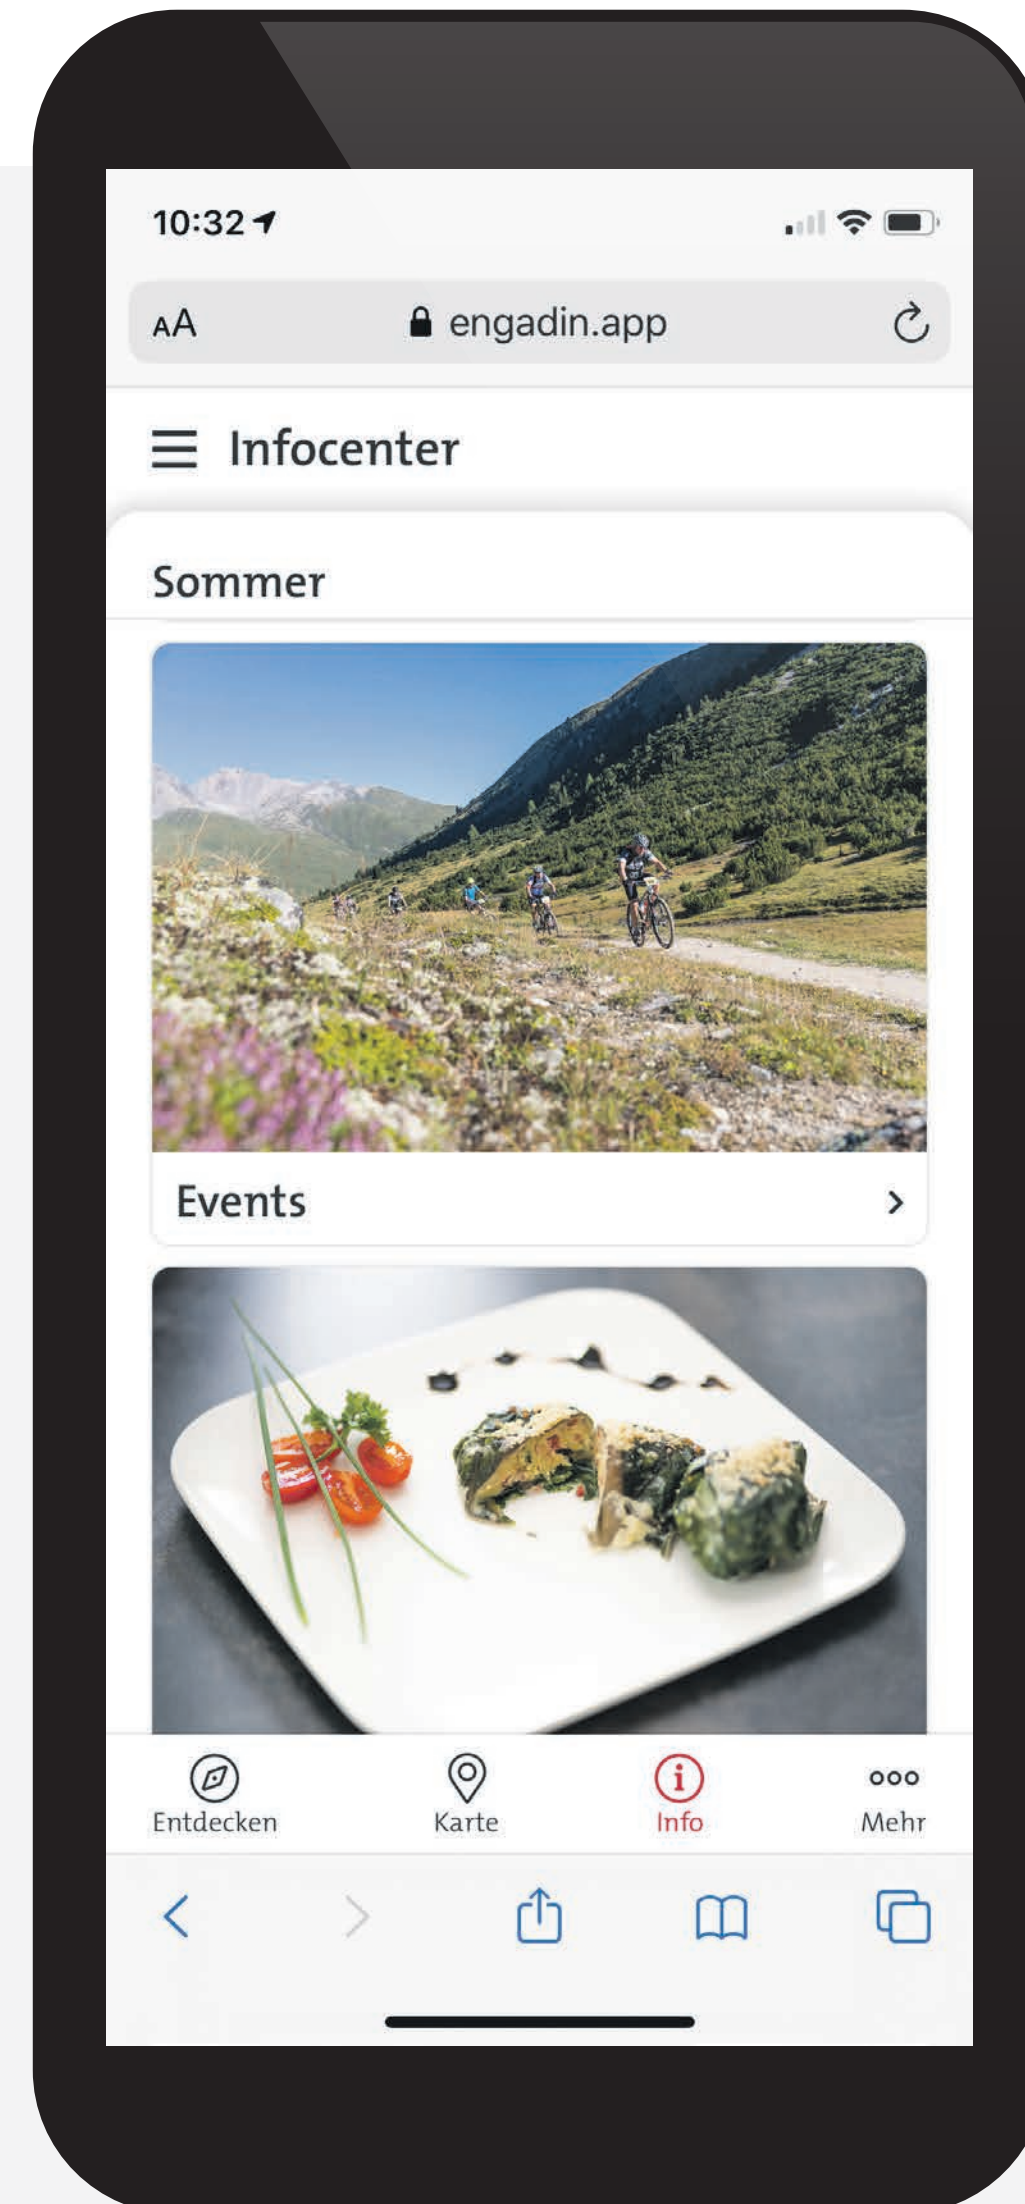 10:32
AA engadin.app
Infocenter
Sommer
Events
Entdecken Karte Info Mehr